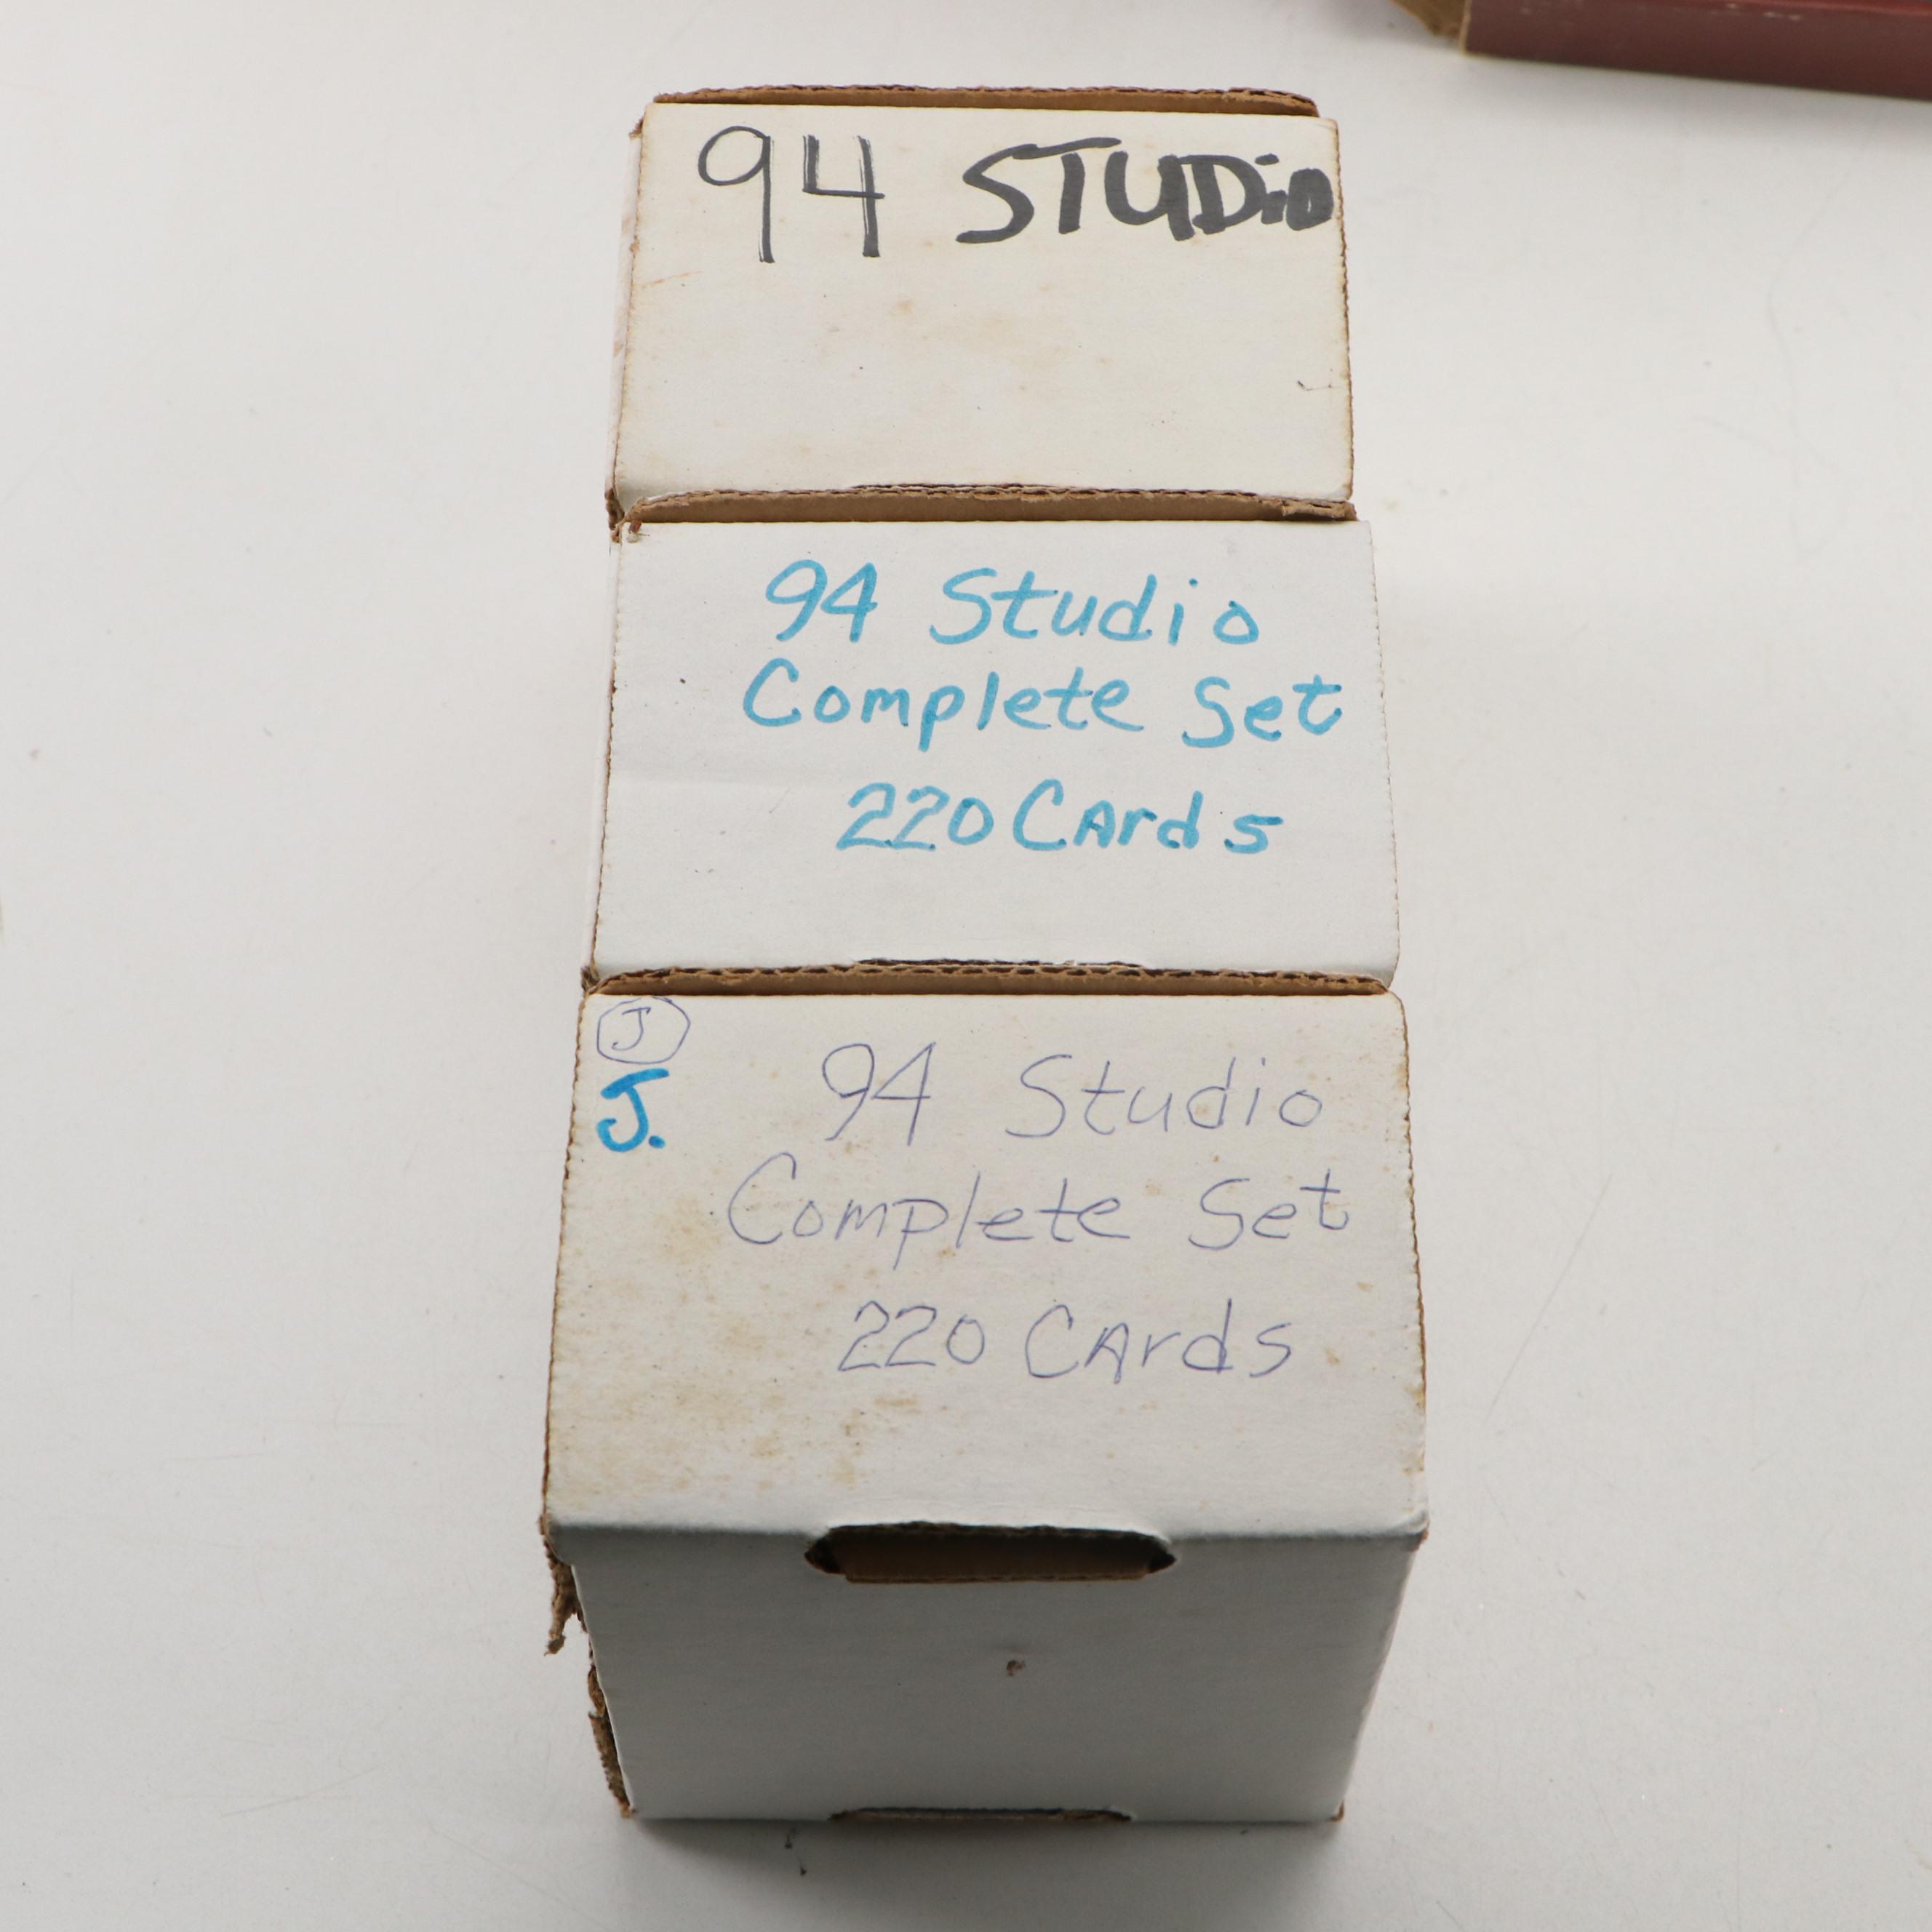 94 STUDiO
94 Studio
Complete Set
220 CArds
J
J.
94 Studio
Complete Set
220 CArds